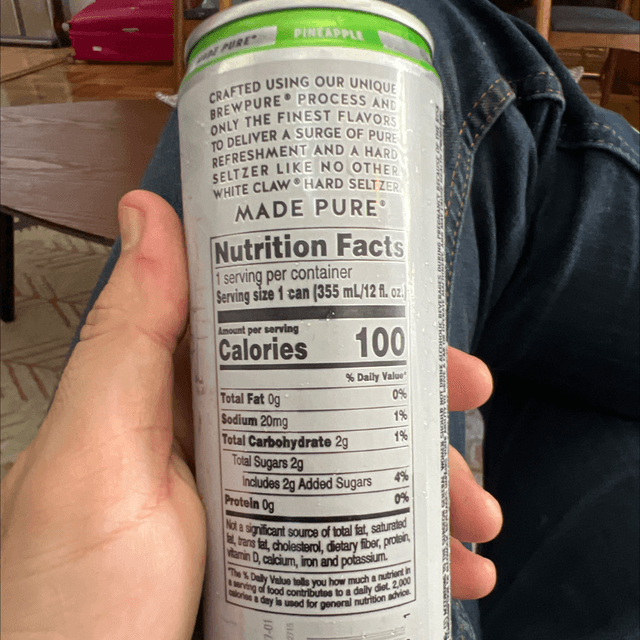 MADE PURE® PINEAPPLE
CRAFTED USING OUR UNIQUE
BREWPURE® PROCESS AND
ONLY THE FINEST FLAVORS
TO DELIVER A SURGE OF PURE
REFRESHMENT AND A HARD
SELTZER LIKE NO OTHER
WHITE CLAW® HARD SELTZER
MADE PURE®
Nutrition Facts
1 serving per container
Serving size 1 can (355 mL/12 fl. oz.)
Amount per serving
Calories 100
% Daily Value*
Total Fat 0g 0%
Sodium 20mg 1%
Total Carbohydrate 2g 1%
Total Sugars 2g
Includes 2g Added Sugars 4%
Protein 0g 0%
Not a significant source of total fat, saturated
fat, trans fat, cholesterol, dietary fiber, protein,
vitamin D, calcium, iron and potassium.
*The % Daily Value tells you how much a nutrient in
a serving of food contributes to a daily diet. 2,000
calories a day is used for general nutrition advice.